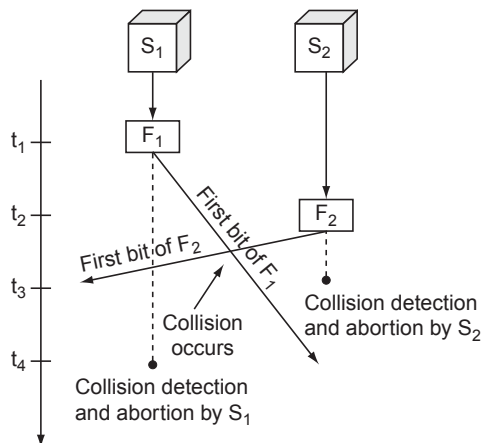 S1
S2
t1
F1
t2
F2
First bit of F1
First bit of F2
t3
Collision detection
and abortion by S2
Collision
occurs
t4
Collision detection
and abortion by S1